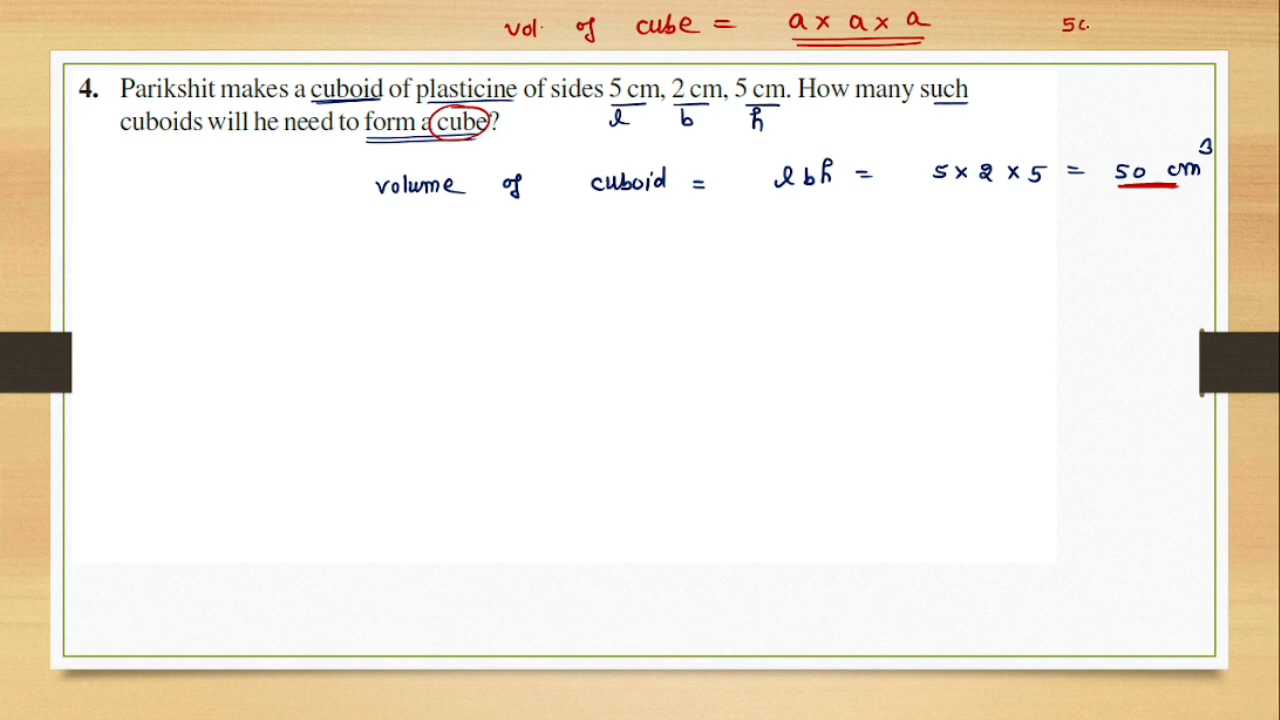 vol. of cube = a × a × a 50
4. Parikshit makes a cuboid of plasticine of sides 5 cm, 2 cm, 5 cm. How many such
cuboids will he need to form a cube?
l b h
volume of cuboid = l b h = 5 × 2 × 5 = 50 cm³